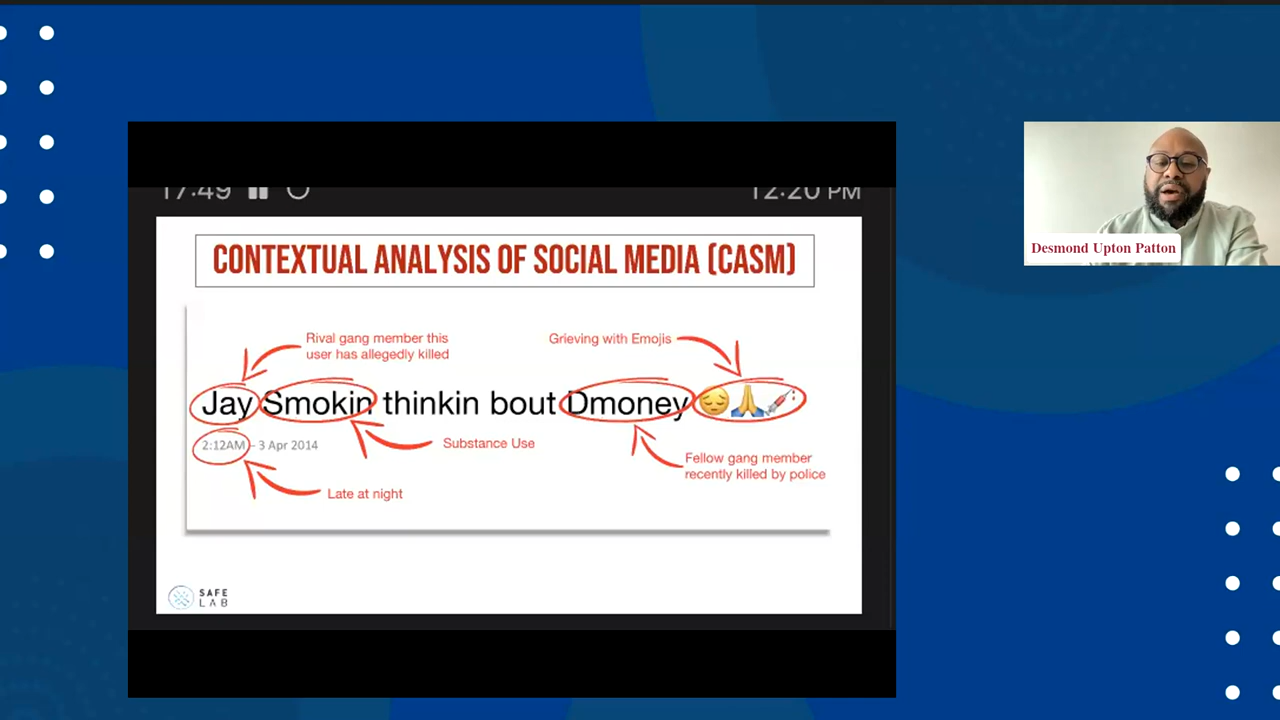 17:49 12:20 PM
CONTEXTUAL ANALYSIS OF SOCIAL MEDIA (CASM)
Rival gang member this
user has allegedly killed
Grieving with Emojis
Jay Smokin thinkin bout Dmoney 😔🙏💉
2:12AM - 3 Apr 2014
Substance Use
Fellow gang member
recently killed by police
Late at night
SAFE
LAB
Desmond Upton Patton